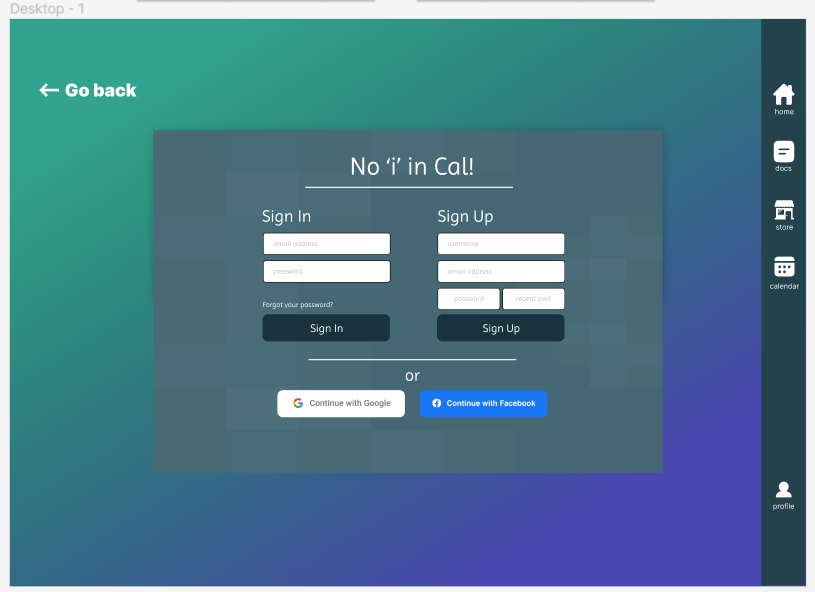 Desktop - 1
Go back
home
docs
store
calendar
profile
No ‘i’ in Cal!
Sign In
email address
password
Forgot your password?
Sign In
Sign Up
username
email address
password
repeat pwd
Sign Up
or
Continue with Google
Continue with Facebook